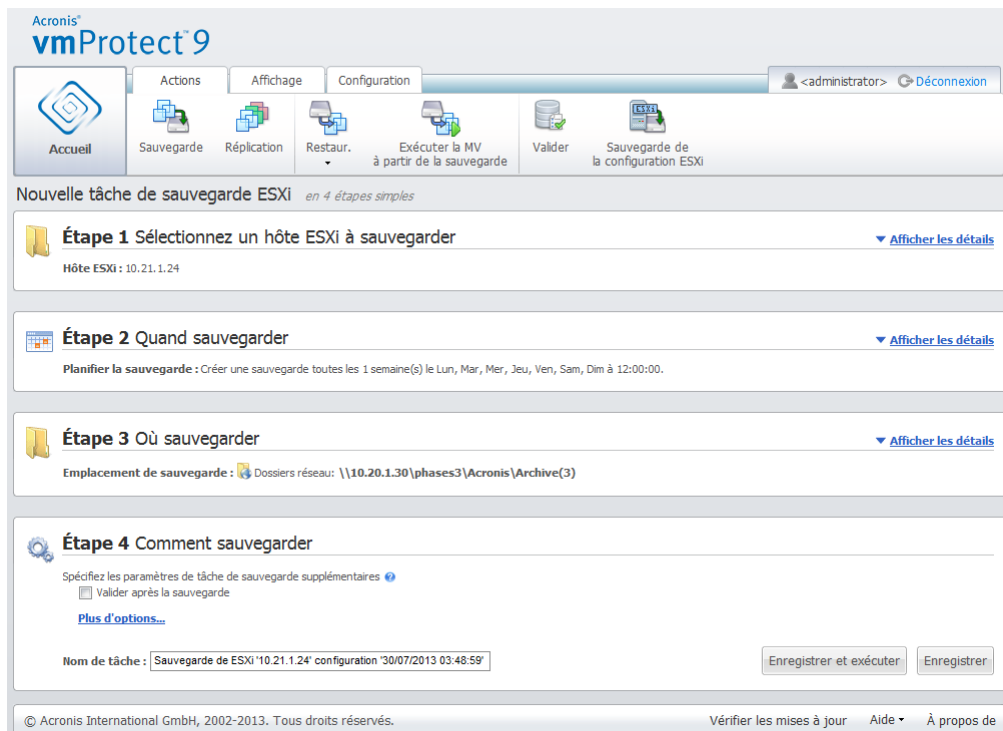 Acronis®
vmProtect™ 9
Actions Affichage Configuration
<administrator> Déconnexion
Accueil
Sauvegarde
Réplication
Restaur.
Exécuter la MV
à partir de la sauvegarde
Valider
Sauvegarde de
la configuration ESXi
ESXi
Nouvelle tâche de sauvegarde ESXi en 4 étapes simples
Étape 1 Sélectionnez un hôte ESXi à sauvegarder
Afficher les détails
Hôte ESXi : 10.21.1.24
Étape 2 Quand sauvegarder
Afficher les détails
Planifier la sauvegarde : Créer une sauvegarde toutes les 1 semaine(s) le Lun, Mar, Mer, Jeu, Ven, Sam, Dim à 12:00:00.
Étape 3 Où sauvegarder
Afficher les détails
Emplacement de sauvegarde : Dossiers réseau: \\10.20.1.30\phases3\Acronis\Archive(3)
Étape 4 Comment sauvegarder
Spécifiez les paramètres de tâche de sauvegarde supplémentaires ?
Valider après la sauvegarde
Plus d'options...
Nom de tâche : Sauvegarde de ESXi '10.21.1.24' configuration '30/07/2013 03:48:59'
Enregistrer et exécuter Enregistrer
© Acronis International GmbH, 2002-2013. Tous droits réservés.
Vérifier les mises à jour Aide À propos de